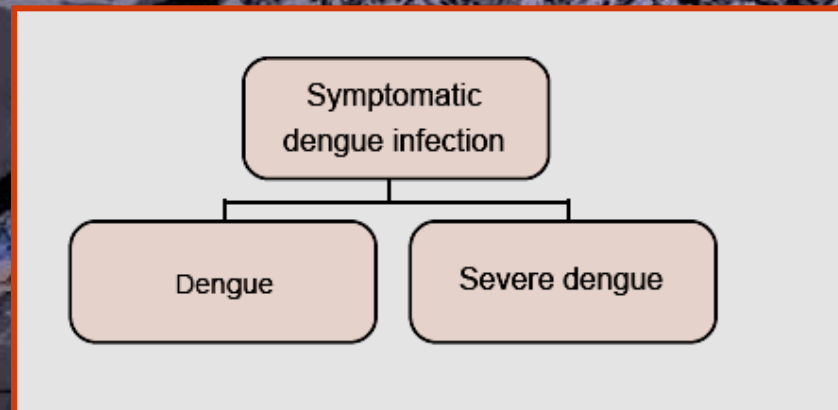 Symptomatic
dengue infection
Dengue
Severe dengue